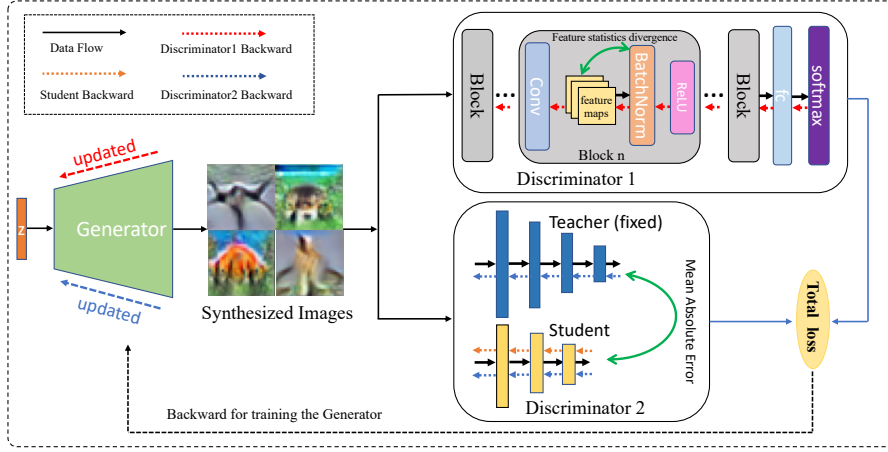 Data Flow
Discriminator1 Backward
Student Backward
Discriminator2 Backward
updated
z
Generator
updated
Synthesized Images
Feature statistics divergence
Block
Conv
feature
maps
BatchNorm
ReLU
Block n
Block
fc
softmax
Discriminator 1
Teacher (fixed)
Student
Mean Absolute Error
Discriminator 2
Total loss
Backward for training the Generator